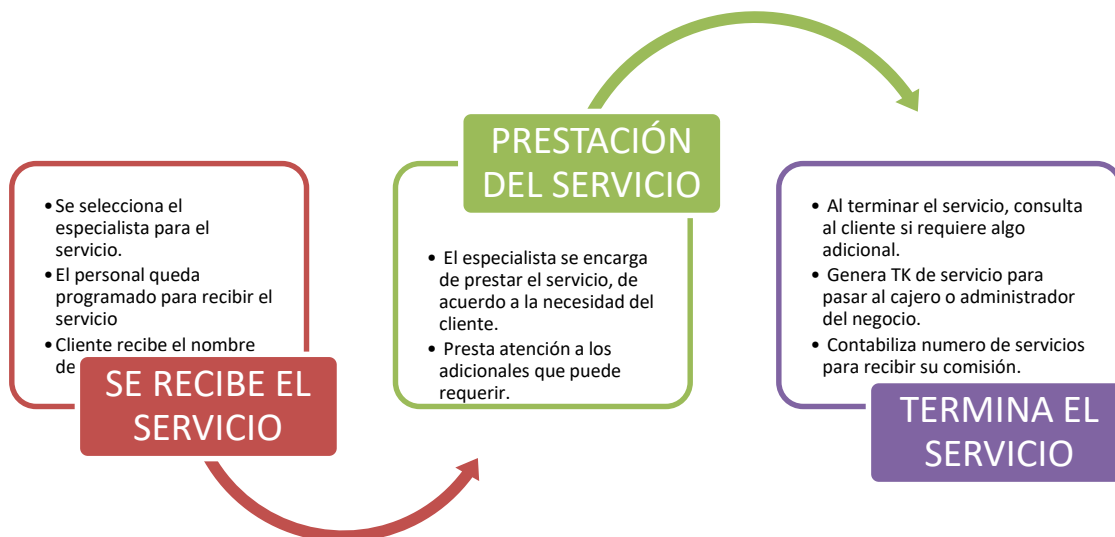 •Se selecciona el
especialista para el
servicio.
•El personal queda
programado para recibir el
servicio
•Cliente recibe el nombre
de
SE RECIBE EL
SERVICIO
PRESTACIÓN
DEL SERVICIO
• El especialista se encarga
de prestar el servicio, de
acuerdo a la necesidad del
cliente.
• Presta atención a los
adicionales que puede
requerir.
• Al terminar el servicio, consulta
al cliente si requiere algo
adicional.
• Genera TK de servicio para
pasar al cajero o administrador
del negocio.
• Contabiliza numero de servicios
para recibir su comisión.
TERMINA EL
SERVICIO